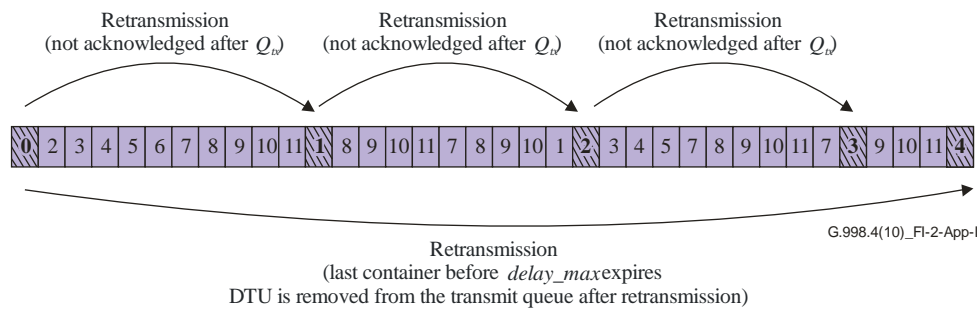 Retransmission
(not acknowledged after Qtx)
Retransmission
(not acknowledged after Qtx)
Retransmission
(not acknowledged after Qtx)
0 2 3 4 5 6 7 8 9 10 11 1 8 9 10 11 7 8 9 10 1 2 3 4 5 7 8 9 10 11 7 3 9 10 11 4
G.998.4(10)_FI-2-App-I
Retransmission
(last container before delay_max expires
DTU is removed from the transmit queue after retransmission)